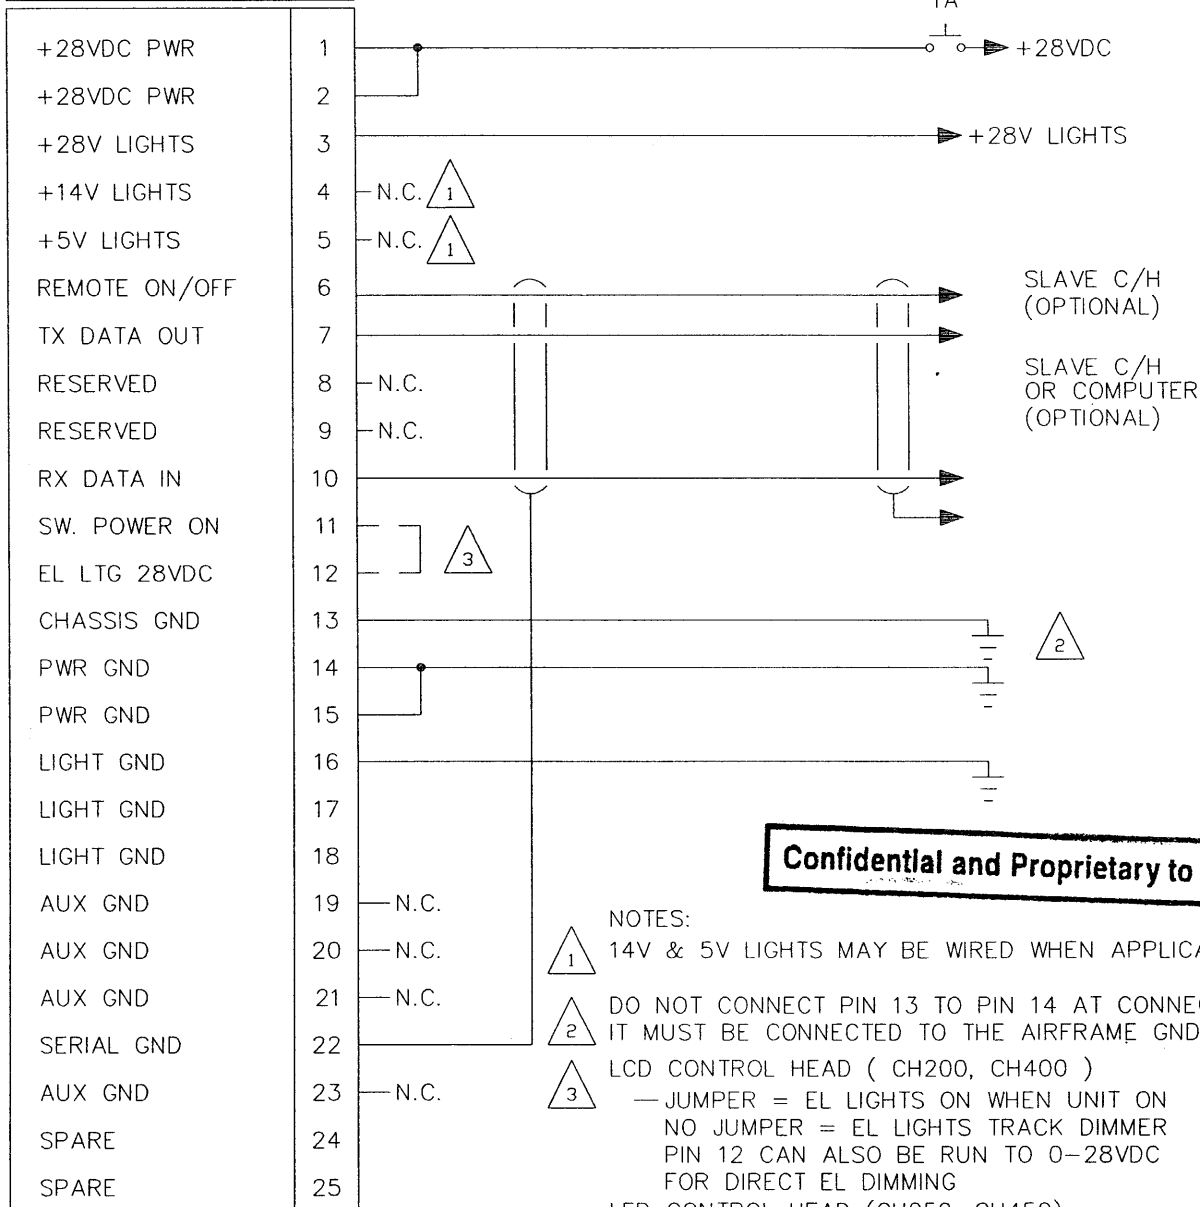 1A
+28VDC PWR 1 +28VDC
+28VDC PWR 2
+28V LIGHTS 3 +28V LIGHTS
+14V LIGHTS 4 N.C. 1
+5V LIGHTS 5 N.C. 1
REMOTE ON/OFF 6 SLAVE C/H
(OPTIONAL)
TX DATA OUT 7
RESERVED 8 N.C. SLAVE C/H
OR COMPUTER
(OPTIONAL)
RESERVED 9 N.C.
RX DATA IN 10
SW. POWER ON 11
3
EL LTG 28VDC 12
CHASSIS GND 13
2
PWR GND 14
PWR GND 15
LIGHT GND 16
LIGHT GND 17
LIGHT GND 18
Confidential and Proprietary to
AUX GND 19 N.C.
AUX GND 20 N.C.
AUX GND 21 N.C.
SERIAL GND 22
AUX GND 23 N.C.
SPARE 24
SPARE 25
NOTES:
1 14V & 5V LIGHTS MAY BE WIRED WHEN APPLICA
2 DO NOT CONNECT PIN 13 TO PIN 14 AT CONNEC
IT MUST BE CONNECTED TO THE AIRFRAME GND
3 LCD CONTROL HEAD ( CH200, CH400 )
— JUMPER = EL LIGHTS ON WHEN UNIT ON
NO JUMPER = EL LIGHTS TRACK DIMMER
PIN 12 CAN ALSO BE RUN TO 0-28VDC
FOR DIRECT EL DIMMING